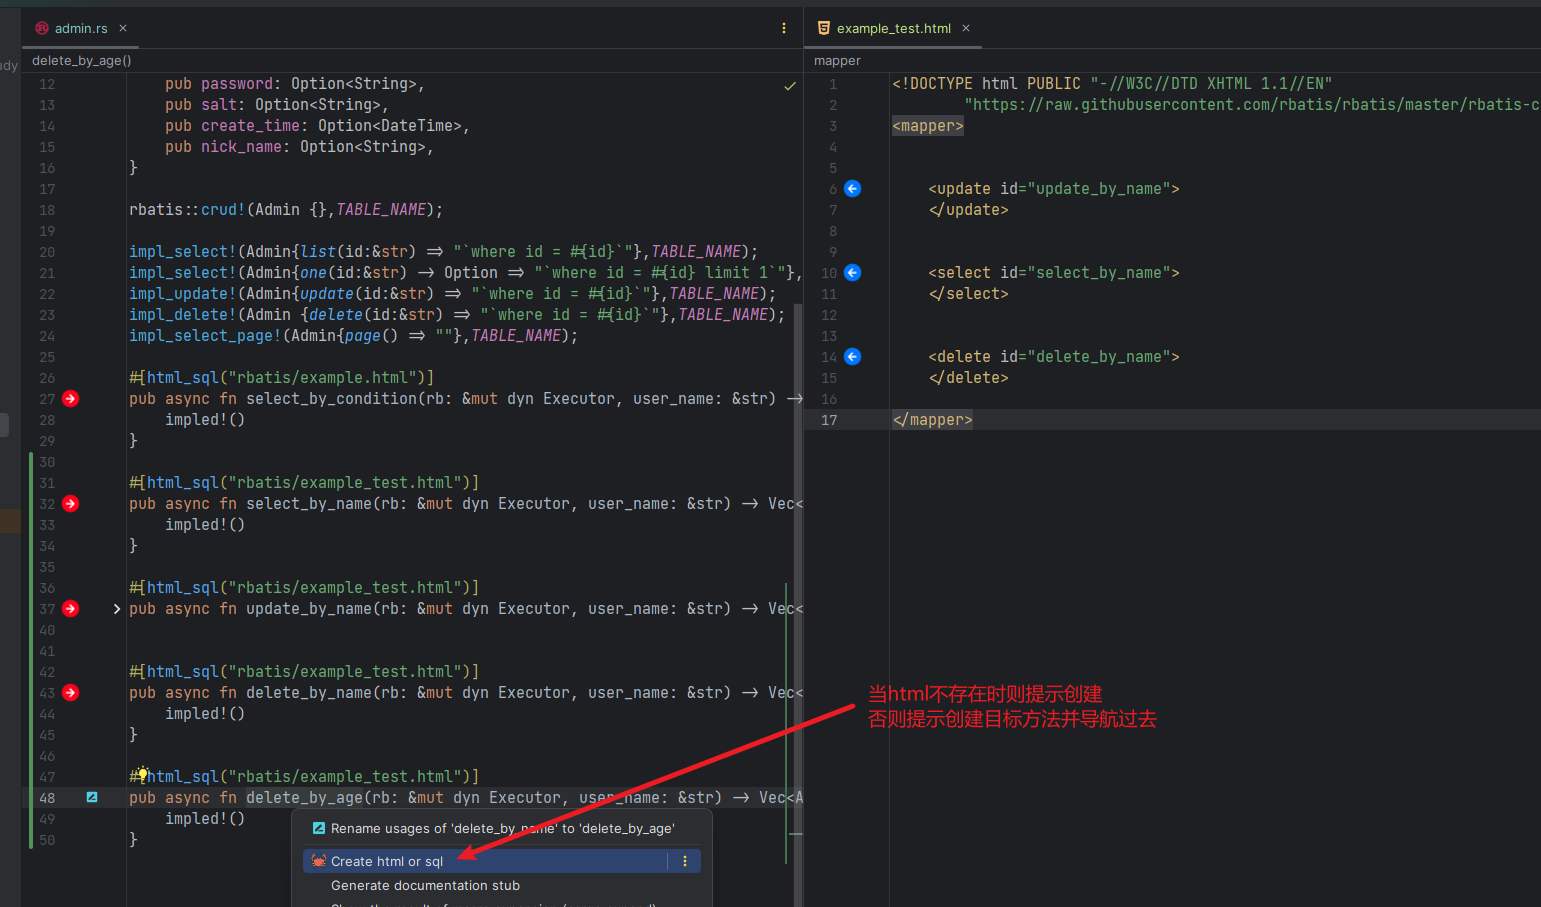 admin.rs
delete_by_age()
12 pub password: Option<String>,
13 pub salt: Option<String>,
14 pub create_time: Option<DateTime>,
15 pub nick_name: Option<String>,
16 }
17
18 rbatis::crud!(Admin {},TABLE_NAME);
19
20 impl_select!(Admin{list(id:&str) => "`where id = #{id}`"},TABLE_NAME);
21 impl_select!(Admin{one(id:&str) -> Option => "`where id = #{id} limit 1`"},
22 impl_update!(Admin{update(id:&str) => "`where id = #{id}`"},TABLE_NAME);
23 impl_delete!(Admin {delete(id:&str) => "`where id = #{id}`"},TABLE_NAME);
24 impl_select_page!(Admin{page() => ""},TABLE_NAME);
25
26 #[html_sql("rbatis/example.html")]
27 pub async fn select_by_condition(rb: &mut dyn Executor, user_name: &str) ->
28 impled!()
29 }
30
31 #[html_sql("rbatis/example_test.html")]
32 pub async fn select_by_name(rb: &mut dyn Executor, user_name: &str) -> Vec<
33 impled!()
34 }
35
36 #[html_sql("rbatis/example_test.html")]
37 pub async fn update_by_name(rb: &mut dyn Executor, user_name: &str) -> Vec<
40
41
42 #[html_sql("rbatis/example_test.html")]
43 pub async fn delete_by_name(rb: &mut dyn Executor, user_name: &str) -> Vec<
44 impled!()
45 }
46
47 #[html_sql("rbatis/example_test.html")]
48 pub async fn delete_by_age(rb: &mut dyn Executor, user_name: &str) -> Vec<A
49 impled!()
50 }
Rename usages of 'delete_by_name' to 'delete_by_age'
Create html or sql
Generate documentation stub
example_test.html
mapper
1 <!DOCTYPE html PUBLIC "-//W3C//DTD XHTML 1.1//EN"
2 "https://raw.githubusercontent.com/rbatis/rbatis/master/rbatis-c
3 <mapper>
4
5
6 <update id="update_by_name">
7 </update>
8
9
10 <select id="select_by_name">
11 </select>
12
13
14 <delete id="delete_by_name">
15 </delete>
16
17 </mapper>
当html不存在时则提示创建
否则提示创建目标方法并导航过去